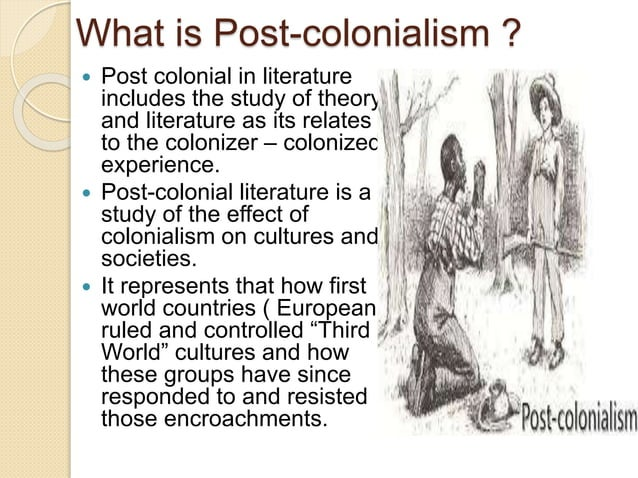 What is Post-colonialism ?
Post colonial in literature
includes the study of theory
and literature as its relates
to the colonizer – colonized
experience.
Post-colonial literature is a
study of the effect of
colonialism on cultures and
societies.
It represents that how first
world countries ( European
ruled and controlled “Third
World” cultures and how
these groups have since
responded to and resisted
those encroachments.
Post-colonialism